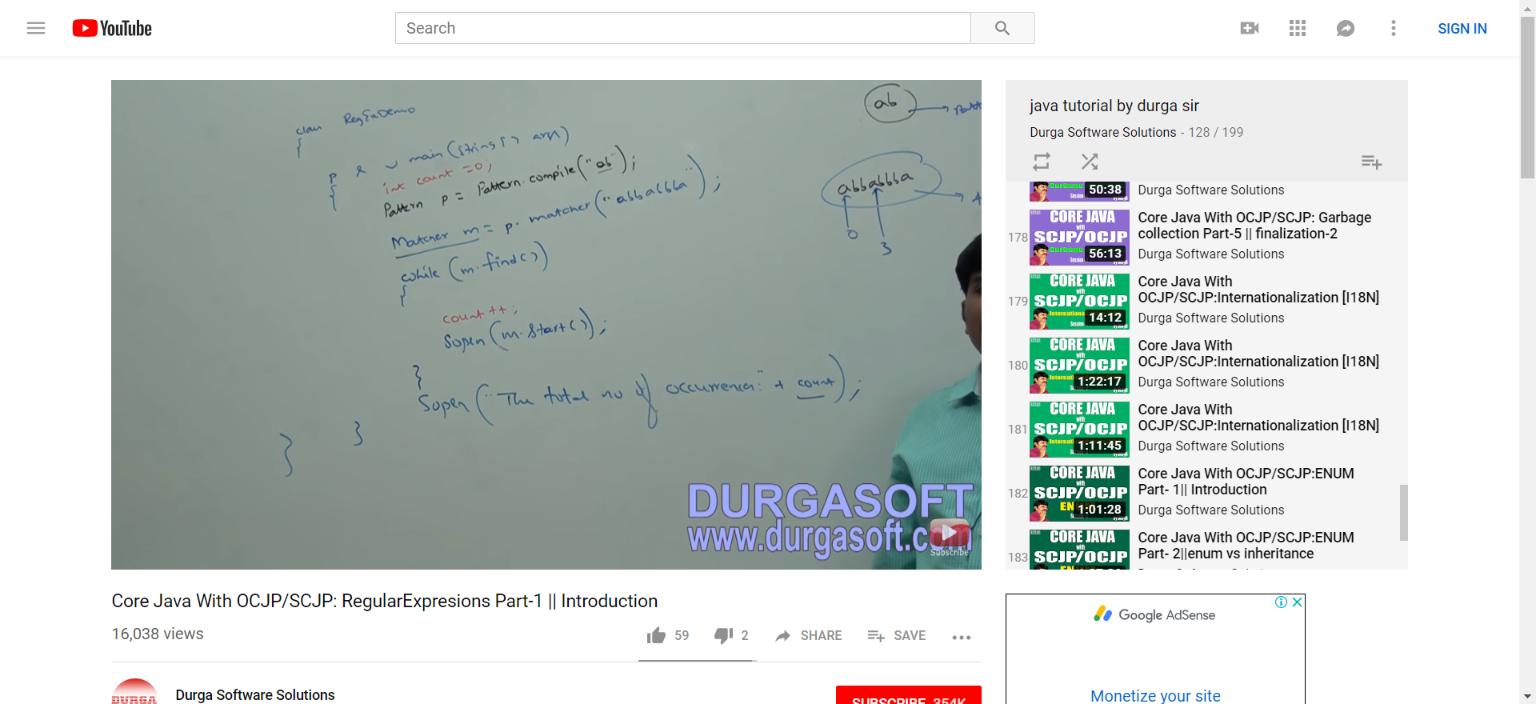 YouTube
Search
SIGN IN
class RegExDemo
{
p s v main(String[] args)
{
int count =0;
Pattern p = Pattern.compile("ab");
Matcher m = p.matcher("abbabbba");
while (m.find())
{
count++;
Sopln(m.start());
}
Sopln("The total no of occurrences:" + count);
}
}
ab
abbabbba
0
3
DURGASOFT
www.durgasoft.com
Subscribe
java tutorial by durga sir
Durga Software Solutions - 128 / 199
50:38
Durga Software Solutions
178
CORE JAVA
with
SCJP/OCJP
56:13
Core Java With OCJP/SCJP: Garbage
collection Part-5 || finalization-2
Durga Software Solutions
179
CORE JAVA
with
SCJP/OCJP
14:12
Core Java With
OCJP/SCJP:Internationalization [I18N]
Durga Software Solutions
180
CORE JAVA
with
SCJP/OCJP
1:22:17
Core Java With
OCJP/SCJP:Internationalization [I18N]
Durga Software Solutions
181
CORE JAVA
with
SCJP/OCJP
1:11:45
Core Java With
OCJP/SCJP:Internationalization [I18N]
Durga Software Solutions
182
CORE JAVA
with
SCJP/OCJP
1:01:28
Core Java With OCJP/SCJP:ENUM
Part- 1|| Introduction
Durga Software Solutions
183
CORE JAVA
with
SCJP/OCJP
Core Java With OCJP/SCJP:ENUM
Part- 2||enum vs inheritance
Core Java With OCJP/SCJP: RegularExpresions Part-1 || Introduction
16,038 views
59
2
SHARE
SAVE
DURGA
Durga Software Solutions
SUBSCRIBE 354K
Google AdSense
Monetize your site